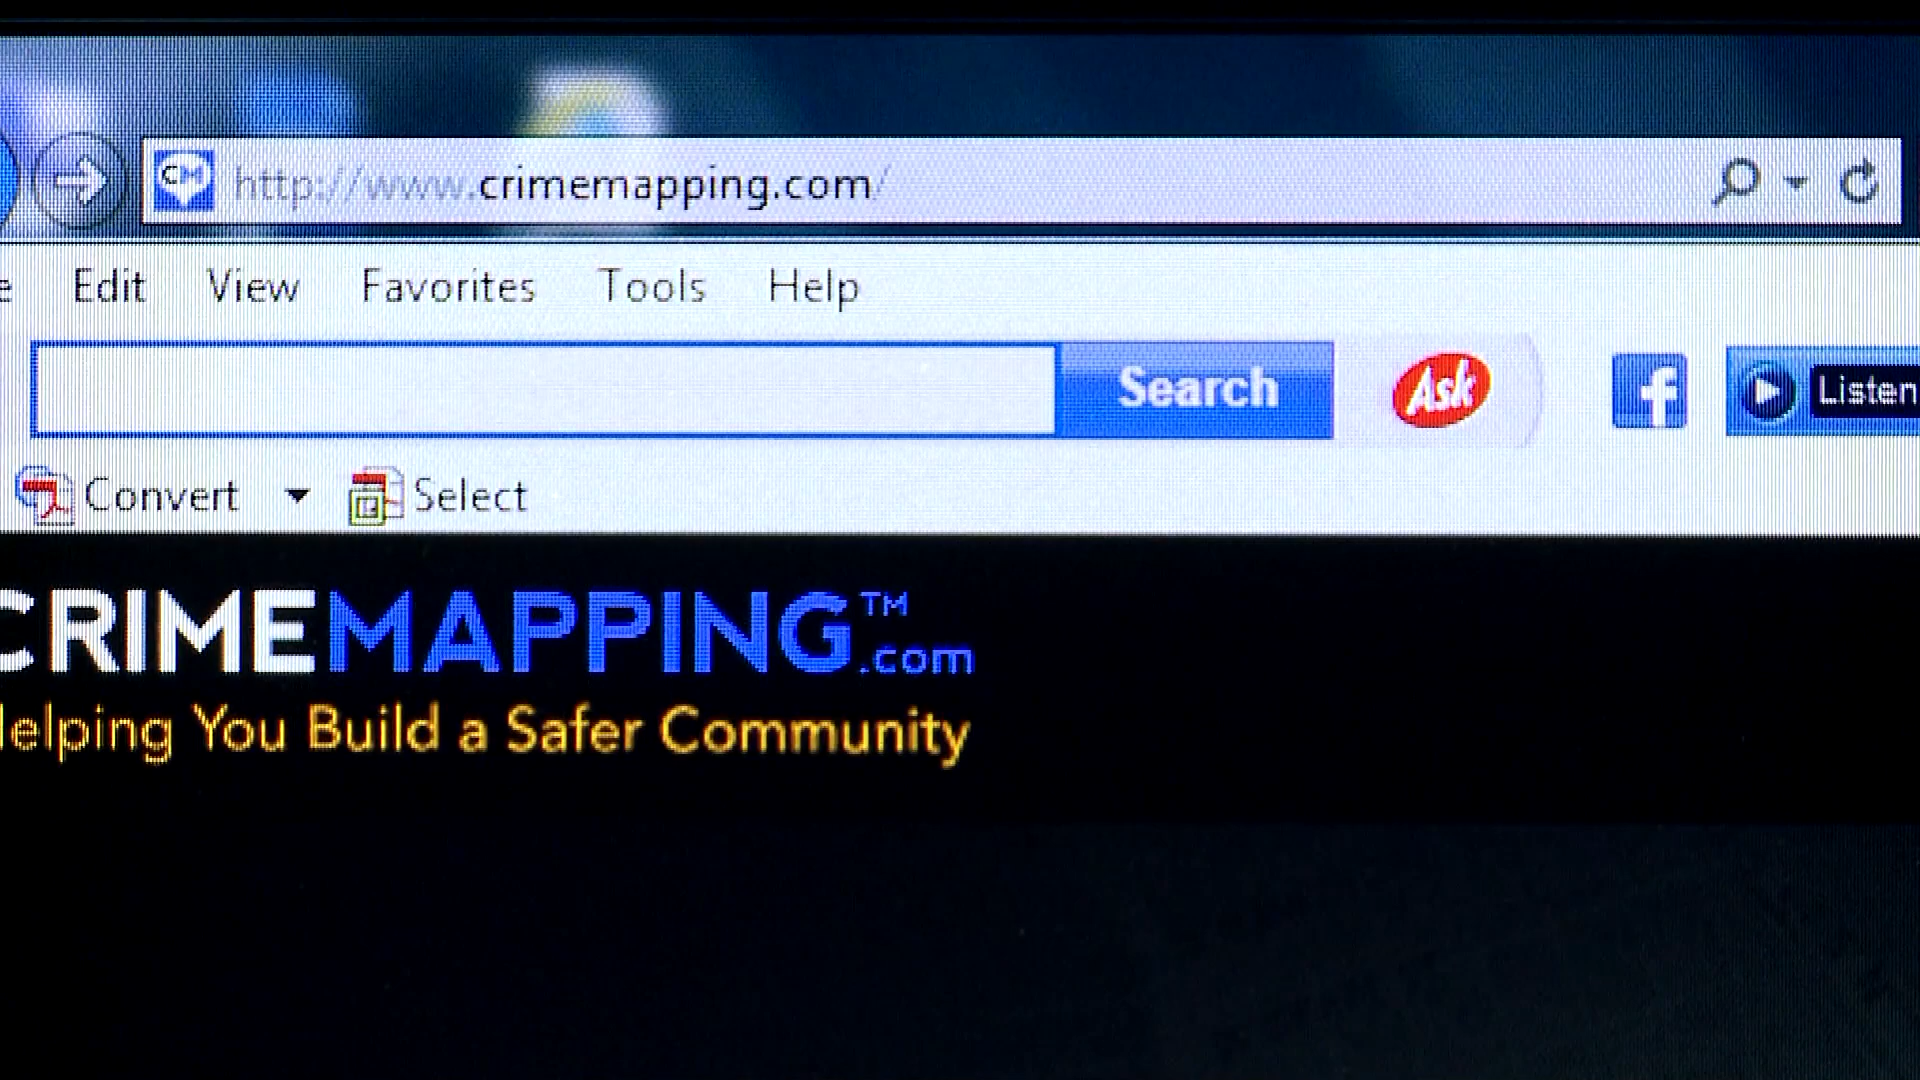 CM http://www.crimemapping.com/
e Edit View Favorites Tools Help
Search Ask f Listen
Convert Select
CRIMEMAPPING™.com
elping You Build a Safer Community